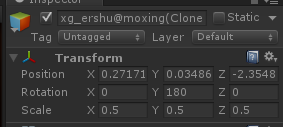 Inspector
xg_ershu@moxing(Clone Static
Tag Untagged Layer Default
Transform
Position X 0.27171 Y 0.03486 Z -2.3548
Rotation X 0 Y 180 Z 0
Scale X 0.5 Y 0.5 Z 0.5